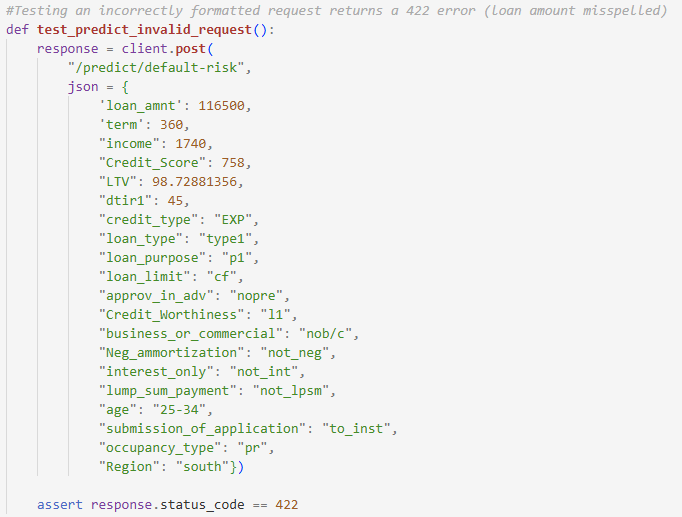 #Testing an incorrectly formatted request returns a 422 error (loan amount misspelled)
def test_predict_invalid_request():
    response = client.post(
        "/predict/default-risk",
        json = {
            'loan_amnt': 116500,
            'term': 360,
            "income": 1740,
            "Credit_Score": 758,
            "LTV": 98.72881356,
            "dtir1": 45,
            "credit_type": "EXP",
            "loan_type": "type1",
            "loan_purpose": "p1",
            "loan_limit": "cf",
            "approv_in_adv": "nopre",
            "Credit_Worthiness": "l1",
            "business_or_commercial": "nob/c",
            "Neg_ammortization": "not_neg",
            "interest_only": "not_int",
            "lump_sum_payment": "not_lpsm",
            "age": "25-34",
            "submission_of_application": "to_inst",
            "occupancy_type": "pr",
            "Region": "south"})
    assert response.status_code == 422